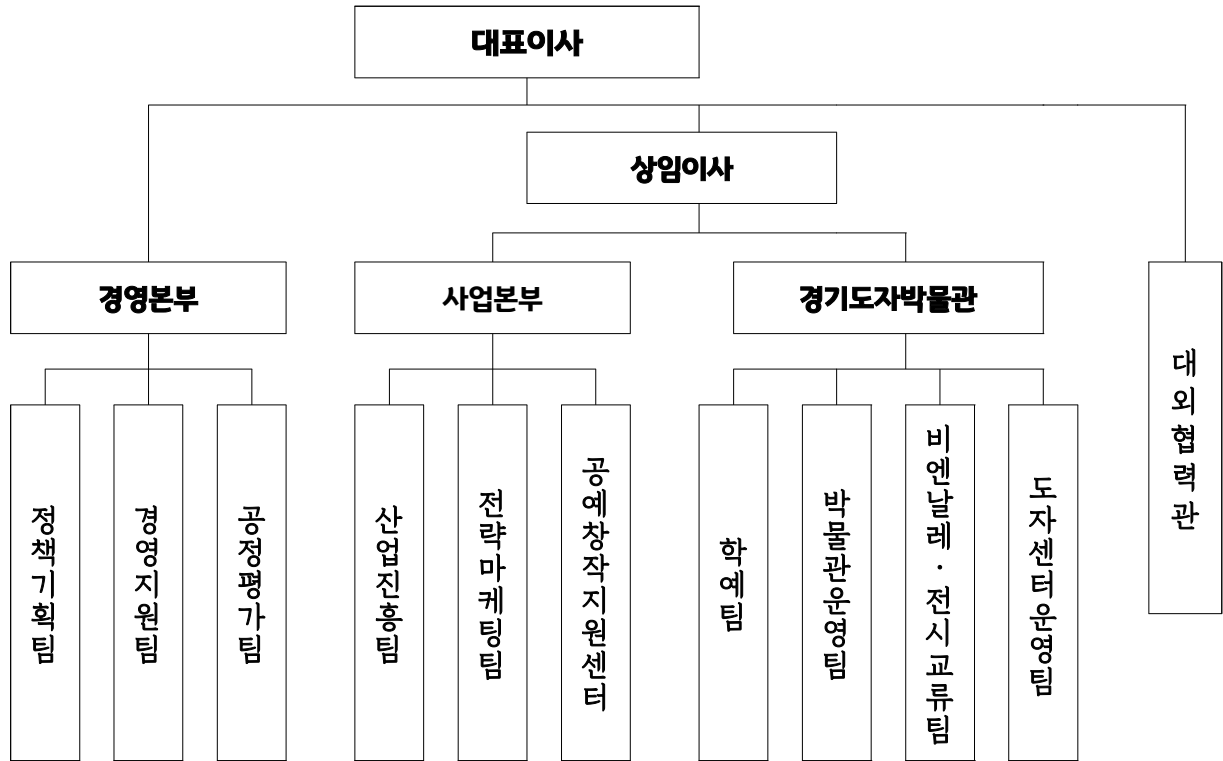 대표이사
상임이사
경영본부
사업본부
경기도자박물관
대외협력관
정책기획팀
경영지원팀
공정평가팀
산업진흥팀
전략마케팅팀
공예창작지원센터
학예팀
박물관운영팀
비엔날레·전시교류팀
도자센터운영팀